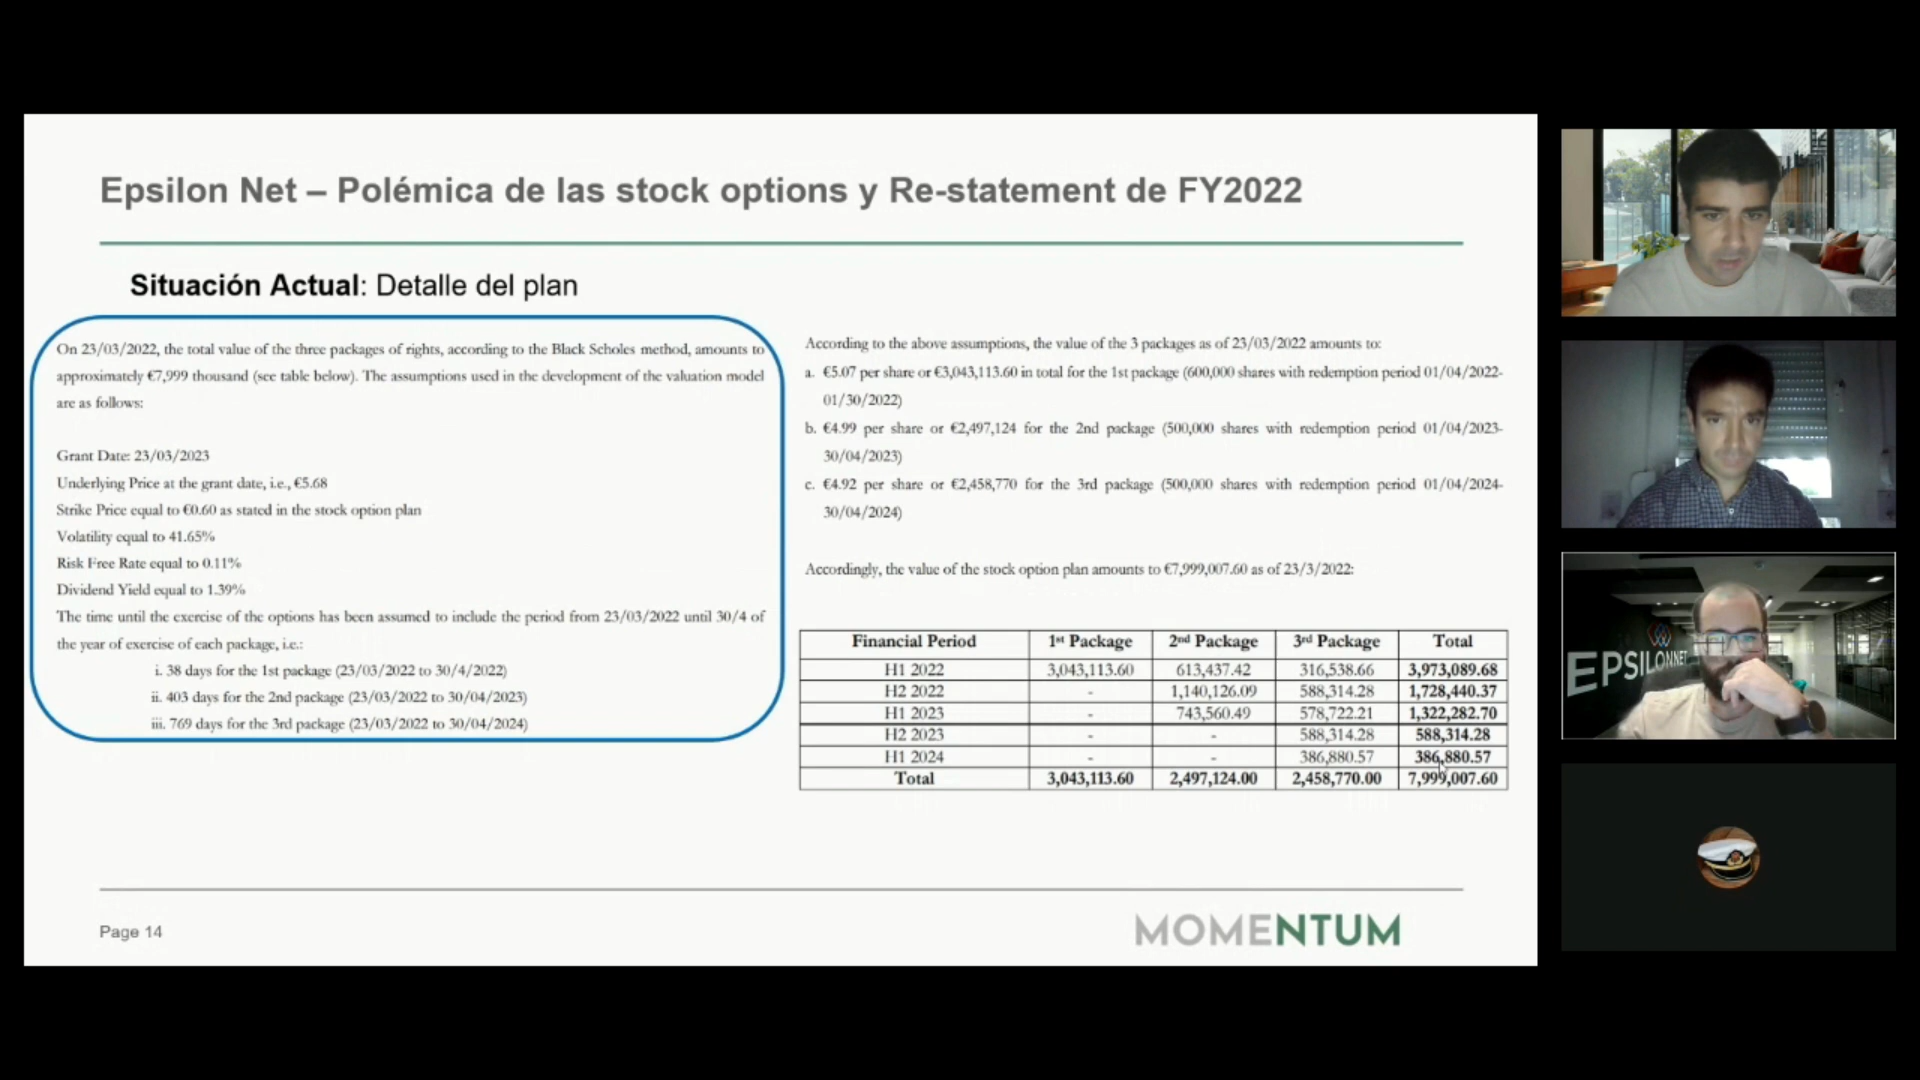 Epsilon Net – Polémica de las stock options y Re-statement de FY2022
Situación Actual: Detalle del plan
On 23/03/2022, the total value of the three packages of rights, according to the Black Scholes method, amounts to
approximately €7,999 thousand (see table below). The assumptions used in the development of the valuation model
are as follows:
Grant Date: 23/03/2023
Underlying Price at the grant date, i.e., €5.68
Strike Price equal to €0.60 as stated in the stock option plan
Volatility equal to 41.65%
Risk Free Rate equal to 0.11%
Dividend Yield equal to 1.39%
The time until the exercise of the options has been assumed to include the period from 23/03/2022 until 30/4 of
the year of exercise of each package, i.e.:
i. 38 days for the 1st package (23/03/2022 to 30/4/2022)
ii. 403 days for the 2nd package (23/03/2022 to 30/04/2023)
iii. 769 days for the 3rd package (23/03/2022 to 30/04/2024)
According to the above assumptions, the value of the 3 packages as of 23/03/2022 amounts to:
a. €5.07 per share or €3,043,113.60 in total for the 1st package (600,000 shares with redemption period 01/04/2022-
01/30/2022)
b. €4.99 per share or €2,497,124 for the 2nd package (500,000 shares with redemption period 01/04/2023-
30/04/2023)
c. €4.92 per share or €2,458,770 for the 3rd package (500,000 shares with redemption period 01/04/2024-
30/04/2024)
Accordingly, the value of the stock option plan amounts to €7,999,007.60 as of 23/3/2022:
Financial Period 1st Package 2nd Package 3rd Package Total
H1 2022 3,043,113.60 613,437.42 316,538.66 3,973,089.68
H2 2022 - 1,140,126.09 588,314.28 1,728,440.37
H1 2023 - 743,560.49 578,722.21 1,322,282.70
H2 2023 - - 588,314.28 588,314.28
H1 2024 - - 386,880.57 386,880.57
Total 3,043,113.60 2,497,124.00 2,458,770.00 7,999,007.60
Page 14
MOMENTUM
EPSILONNET